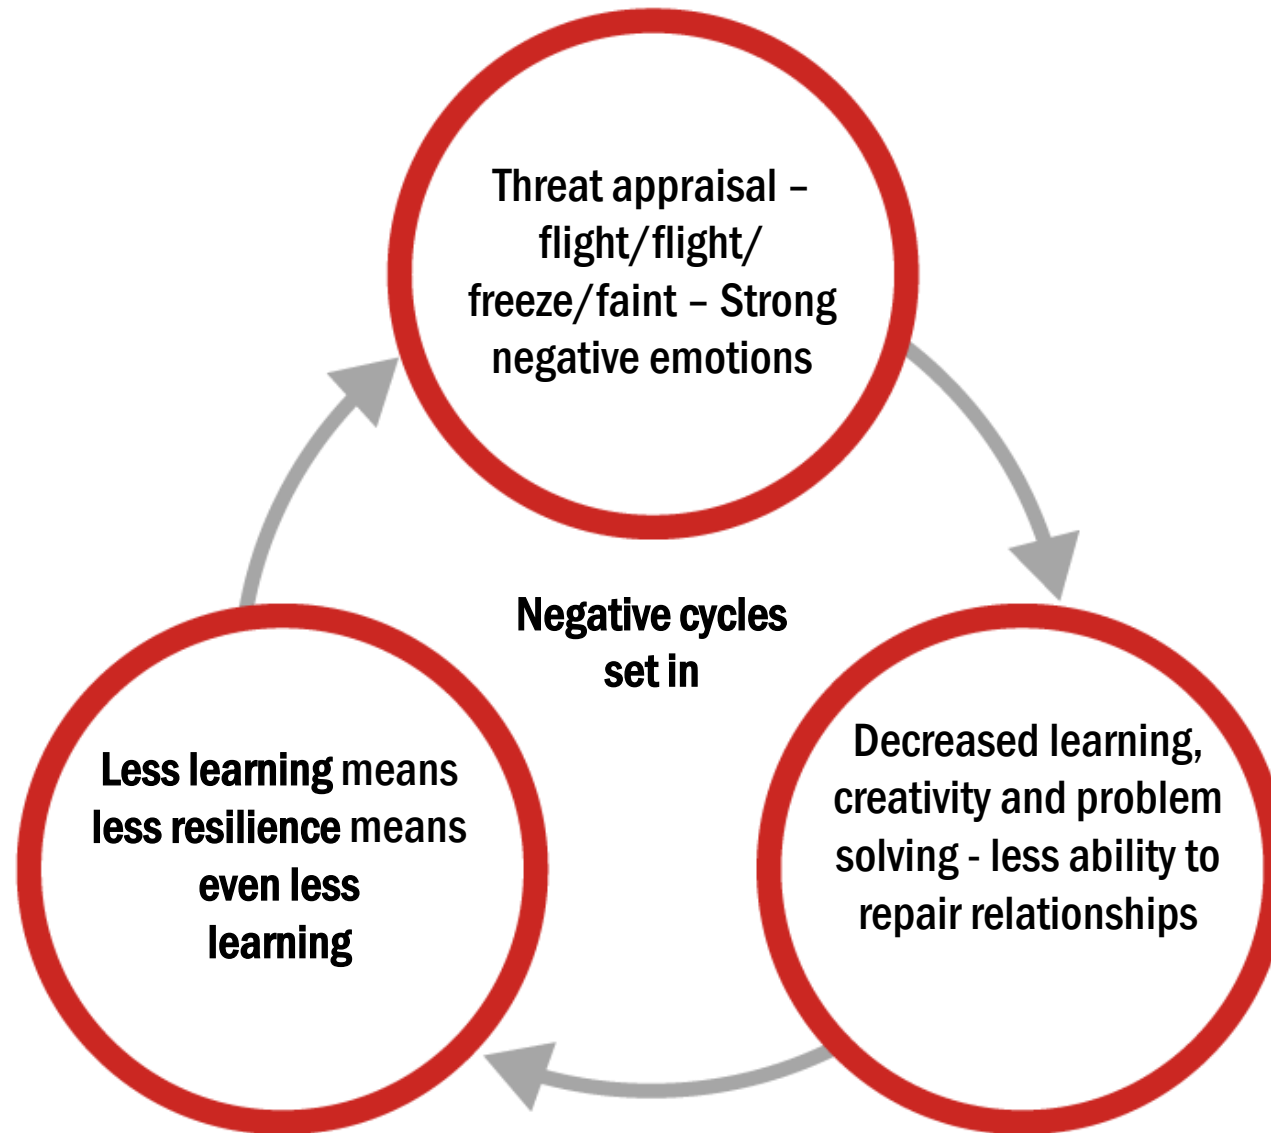 Threat appraisal –
flight/flight/
freeze/faint – Strong
negative emotions
Negative cycles
set in
Decreased learning,
creativity and problem
solving - less ability to
repair relationships
Less learning means
less resilience means
even less
learning